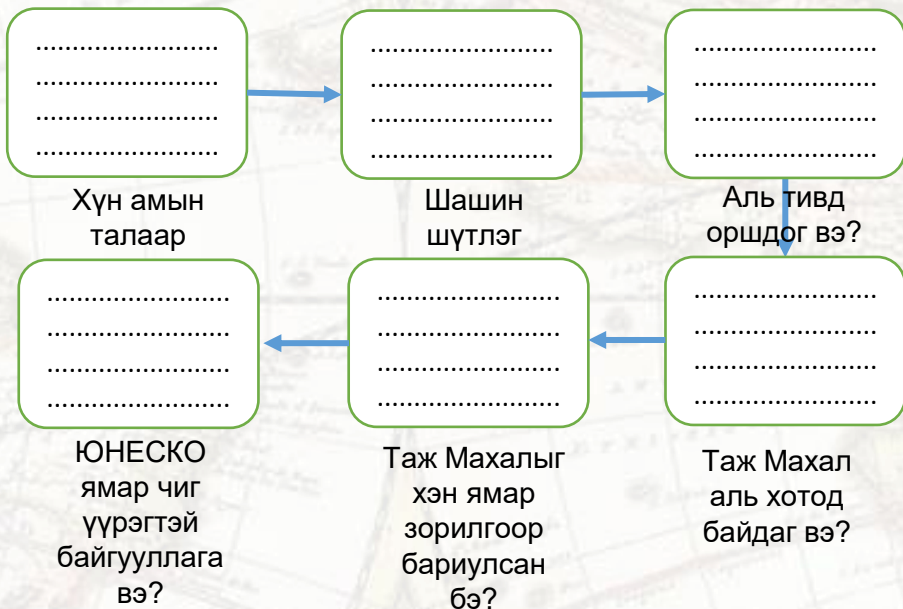 ........................
........................
........................
........................
Хүн амын
талаар
........................
........................
........................
........................
Шашин
шүтлэг
........................
........................
........................
........................
Аль тивд
оршдог вэ?
........................
........................
........................
........................
Таж Махал
аль хотод
байдаг вэ?
........................
........................
........................
........................
Таж Махалыг
хэн ямар
зорилгоор
бариулсан
бэ?
........................
........................
........................
........................
ЮНЕСКО
ямар чиг
үүрэгтэй
байгууллага
вэ?